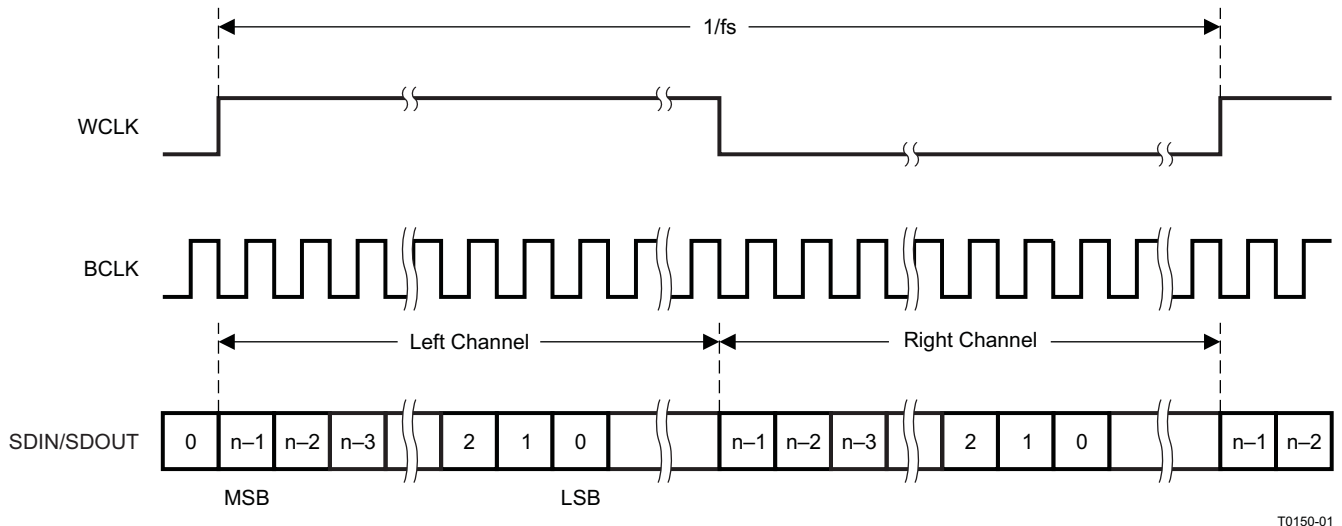 1/fs
WCLK
BCLK
Left Channel
Right Channel
SDIN/SDOUT 0 n–1 n–2 n–3 2 1 0 n–1 n–2 n–3 2 1 0 n–1 n–2
MSB LSB
T0150-01